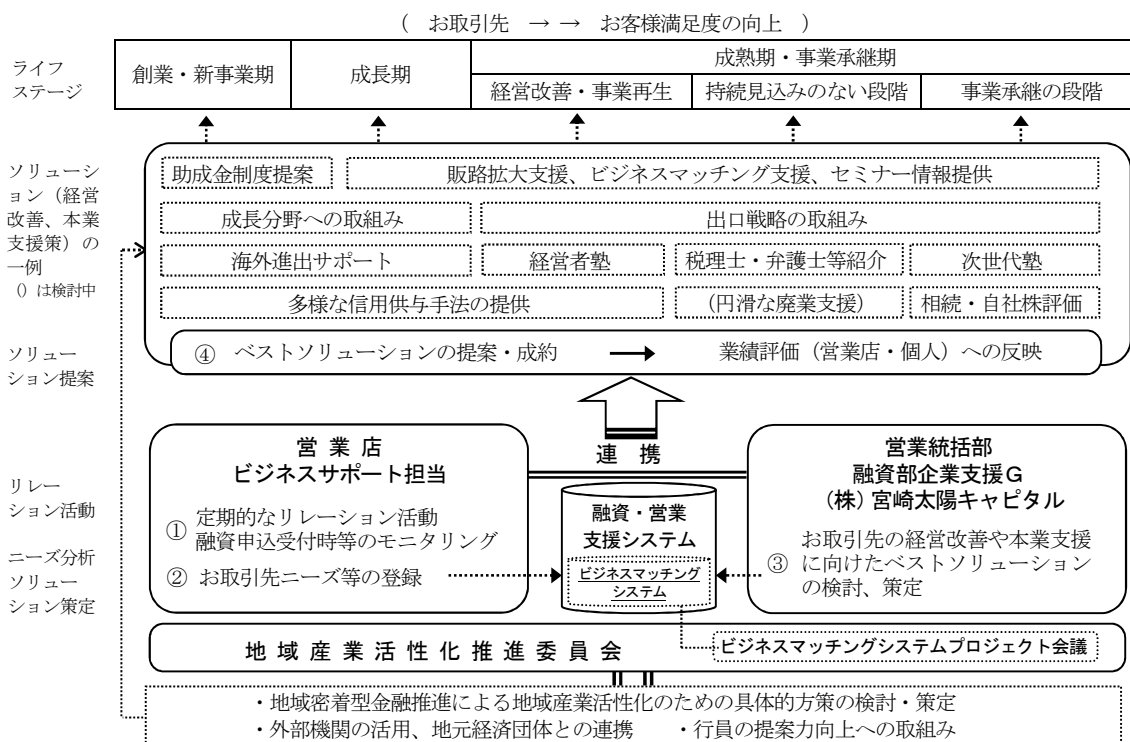 （ お取引先 → → お客様満足度の向上 ）
ライフ
ステージ
創業・新事業期
成長期
成熟期・事業承継期
経営改善・事業再生
持続見込みのない段階
事業承継の段階
ソリューシ
ョン（経営
改善、本業
支援策）の
一例
（）は検討中
助成金制度提案
販路拡大支援、ビジネスマッチング支援、セミナー情報提供
成長分野への取組み
出口戦略の取組み
海外進出サポート
経営者塾
税理士・弁護士等紹介
次世代塾
多様な信用供与手法の提供
（円滑な廃業支援）
相続・自社株評価
ソリュー
ション提案
④ ベストソリューションの提案・成約 → 業績評価（営業店・個人）への反映
連 携
リレー
ション活動
ニーズ分析
ソリュー
ション策定
営 業 店
ビジネスサポート担当
① 定期的なリレーション活動
融資申込受付時等のモニタリング
② お取引先ニーズ等の登録
融資・営業
支援システム
ビジネスマッチング
システム
営業統括部
融資部企業支援Ｇ
（株）宮崎太陽キャピタル
お取引先の経営改善や本業支援
③ に向けたベストソリューション
の検討、策定
地 域 産 業 活 性 化 推 進 委 員 会
ビジネスマッチングシステムプロジェクト会議
・地域密着型金融推進による地域産業活性化のための具体的方策の検討・策定
・外部機関の活用、地元経済団体との連携 ・行員の提案力向上への取組み